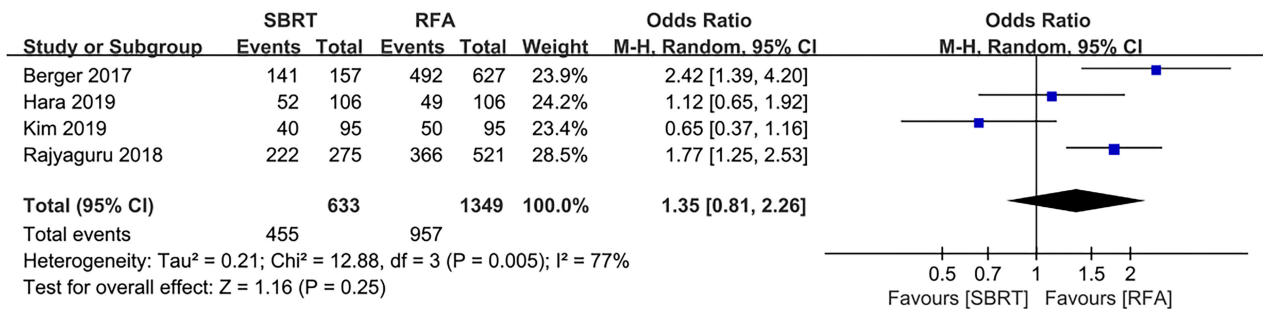 SBRT RFA Odds Ratio Odds Ratio
Study or Subgroup Events Total Events Total Weight M-H, Random, 95% CI M-H, Random, 95% CI
Berger 2017 141 157 492 627 23.9% 2.42 [1.39, 4.20]
Hara 2019 52 106 49 106 24.2% 1.12 [0.65, 1.92]
Kim 2019 40 95 50 95 23.4% 0.65 [0.37, 1.16]
Rajyaguru 2018 222 275 366 521 28.5% 1.77 [1.25, 2.53]
Total (95% CI) 633 1349 100.0% 1.35 [0.81, 2.26]
Total events 455 957
Heterogeneity: Tau² = 0.21; Chi² = 12.88, df = 3 (P = 0.005); I² = 77%
Test for overall effect: Z = 1.16 (P = 0.25)
0.5 0.7 1 1.5 2
Favours [SBRT] Favours [RFA]